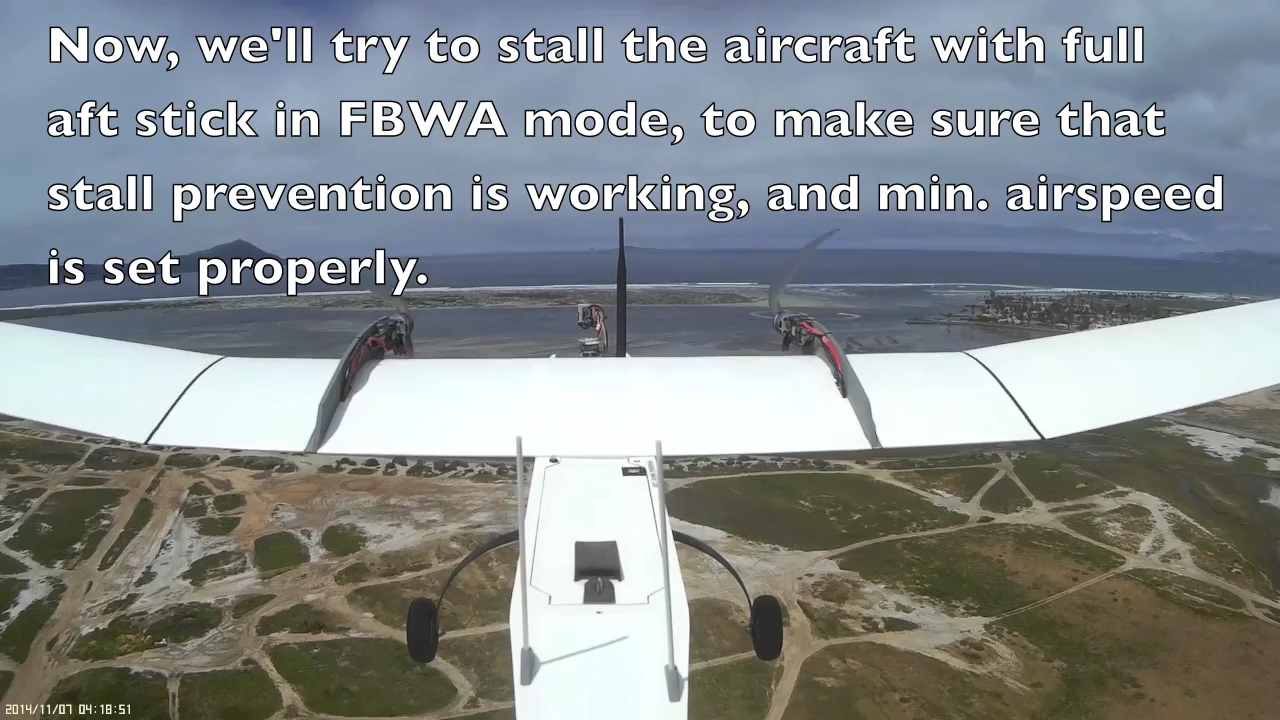 Now, we'll try to stall the aircraft with full
aft stick in FBWA mode, to make sure that
stall prevention is working, and min. airspeed
is set properly.
2014/11/07 04:18:51